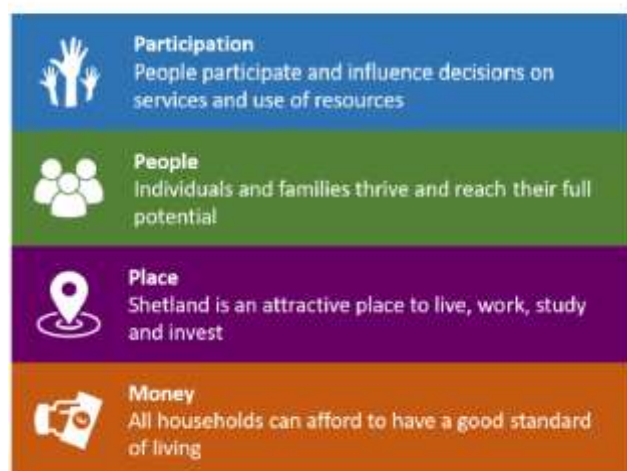 Participation
People participate and influence decisions on
services and use of resources
People
Individuals and families thrive and reach their full
potential
Place
Shetland is an attractive place to live, work, study
and invest
Money
All households can afford to have a good standard
of living